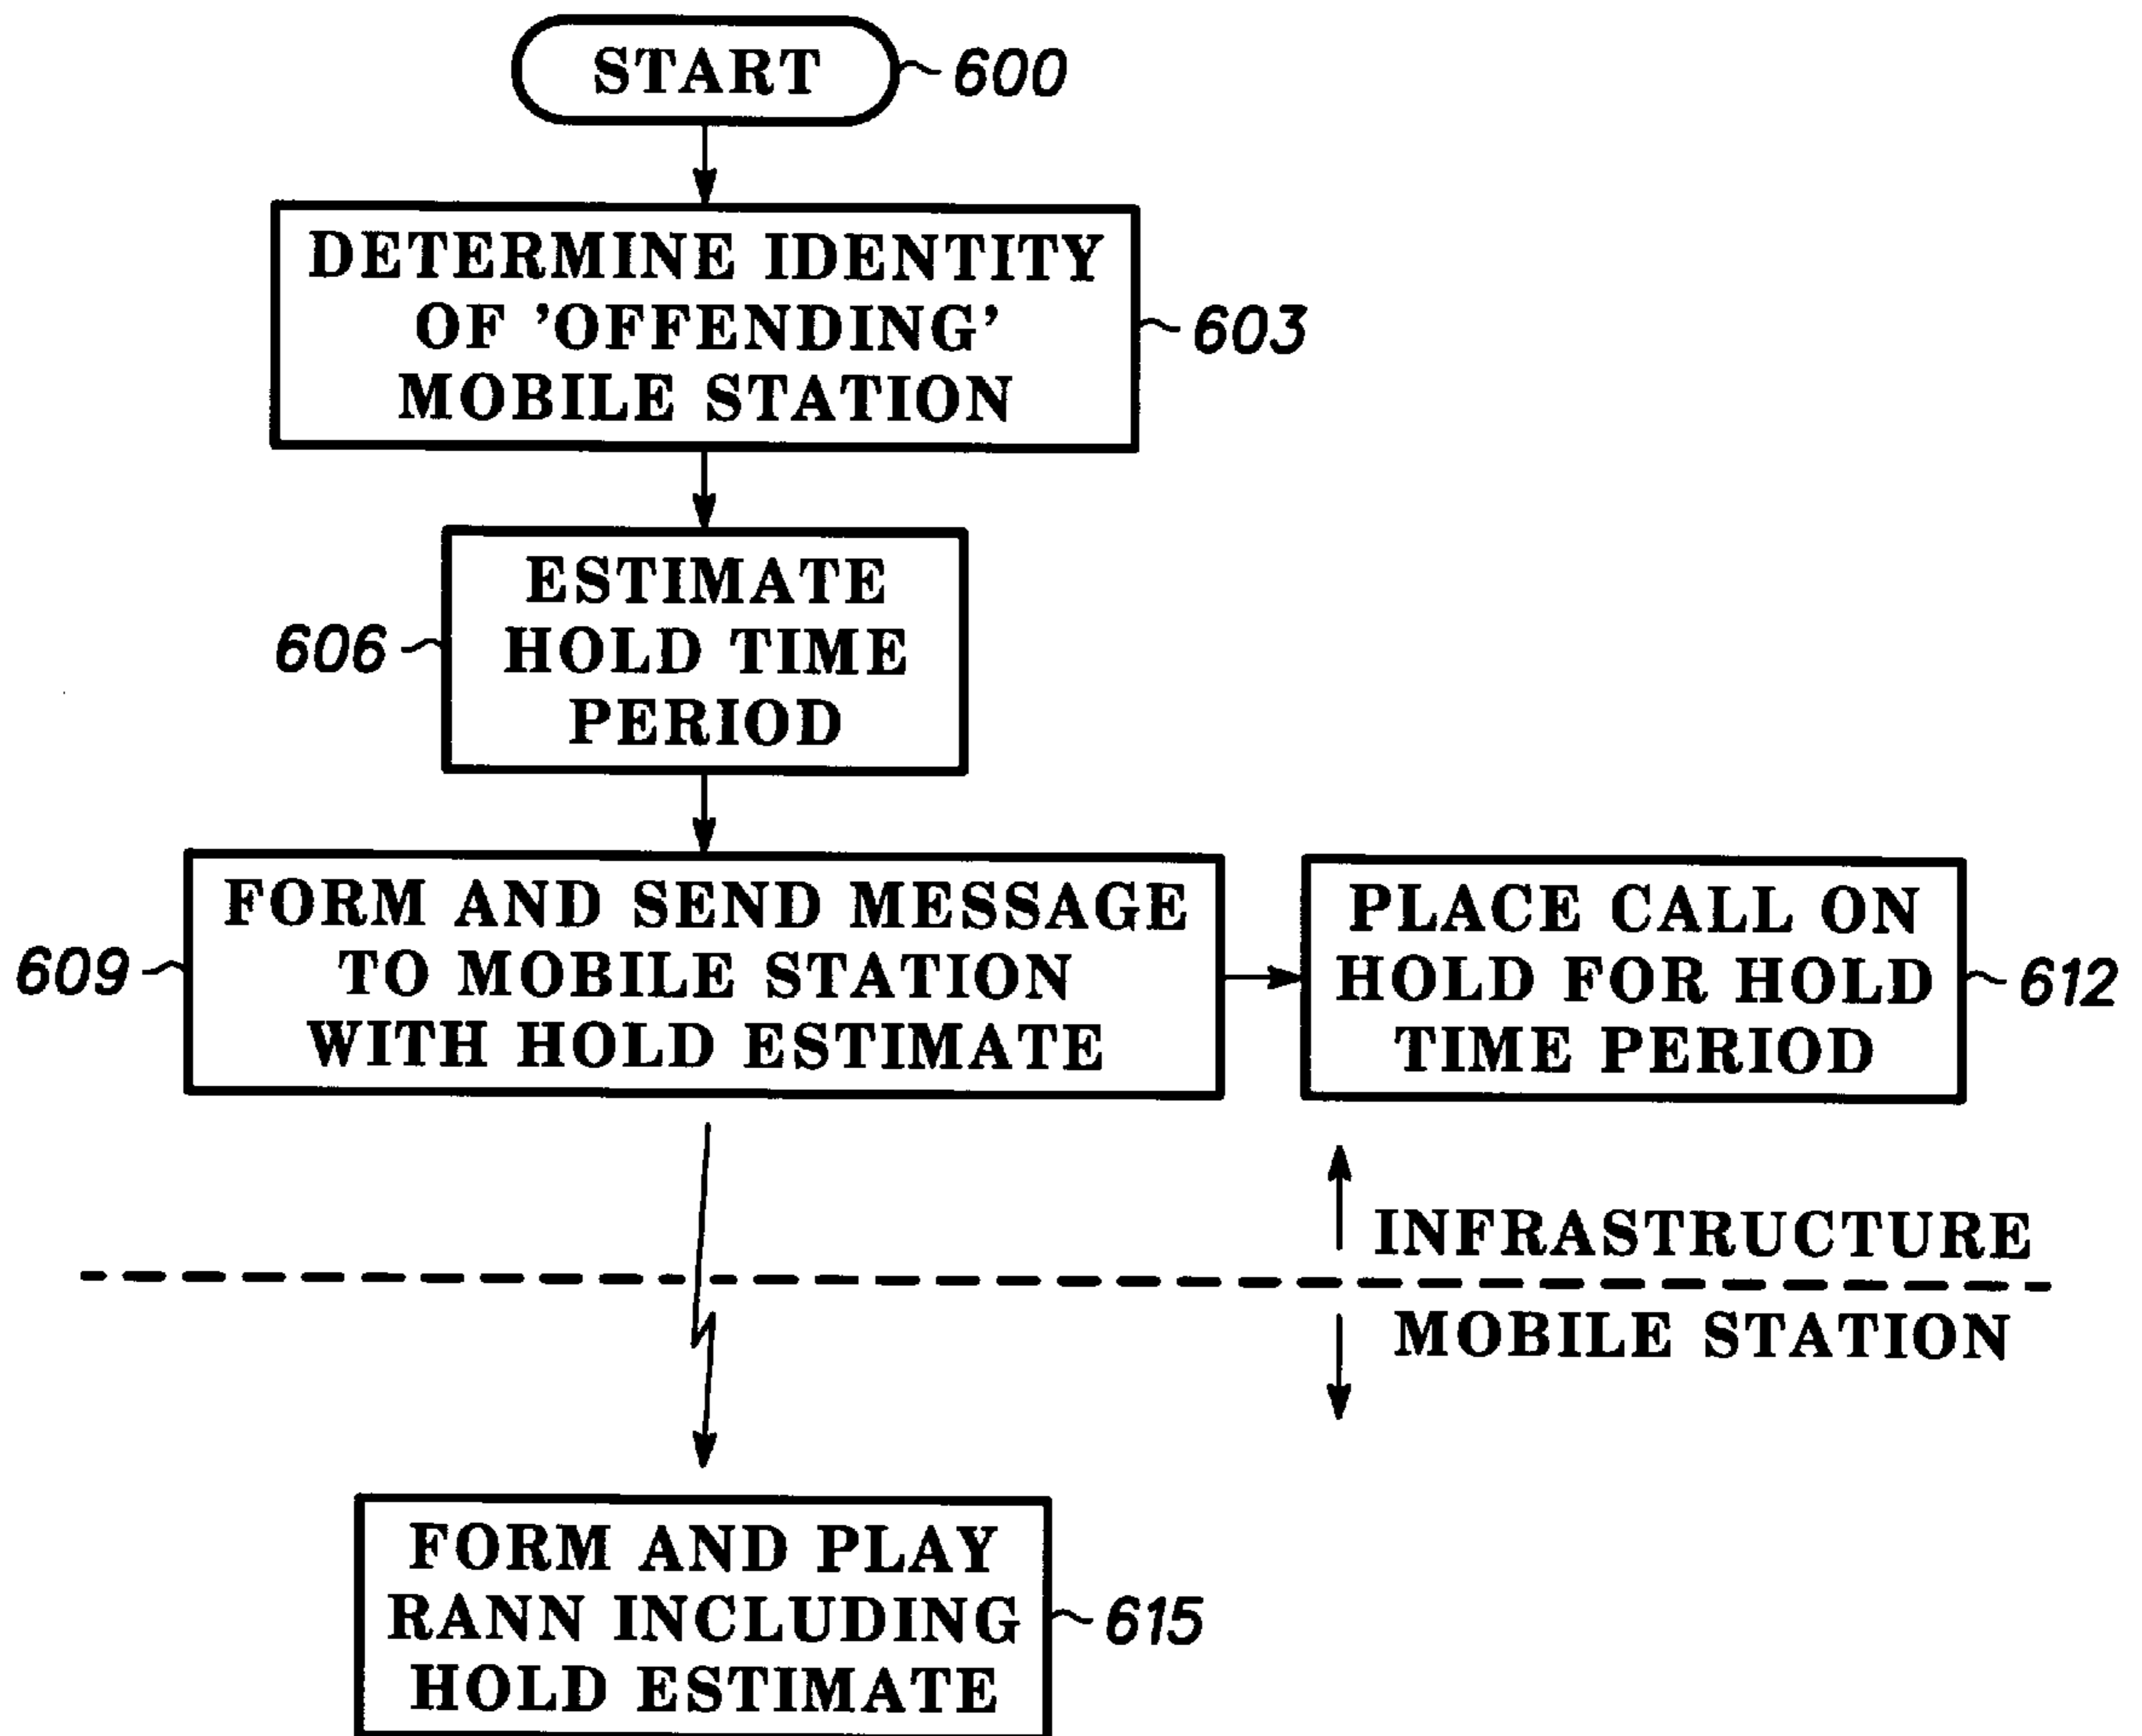 START
600
DETERMINE IDENTITY
OF 'OFFENDING'
MOBILE STATION
603
ESTIMATE
HOLD TIME
PERIOD
606
FORM AND SEND MESSAGE
TO MOBILE STATION
WITH HOLD ESTIMATE
609
PLACE CALL ON
HOLD FOR HOLD
TIME PERIOD
612
INFRASTRUCTURE
MOBILE STATION
FORM AND PLAY
RANN INCLUDING
HOLD ESTIMATE
615